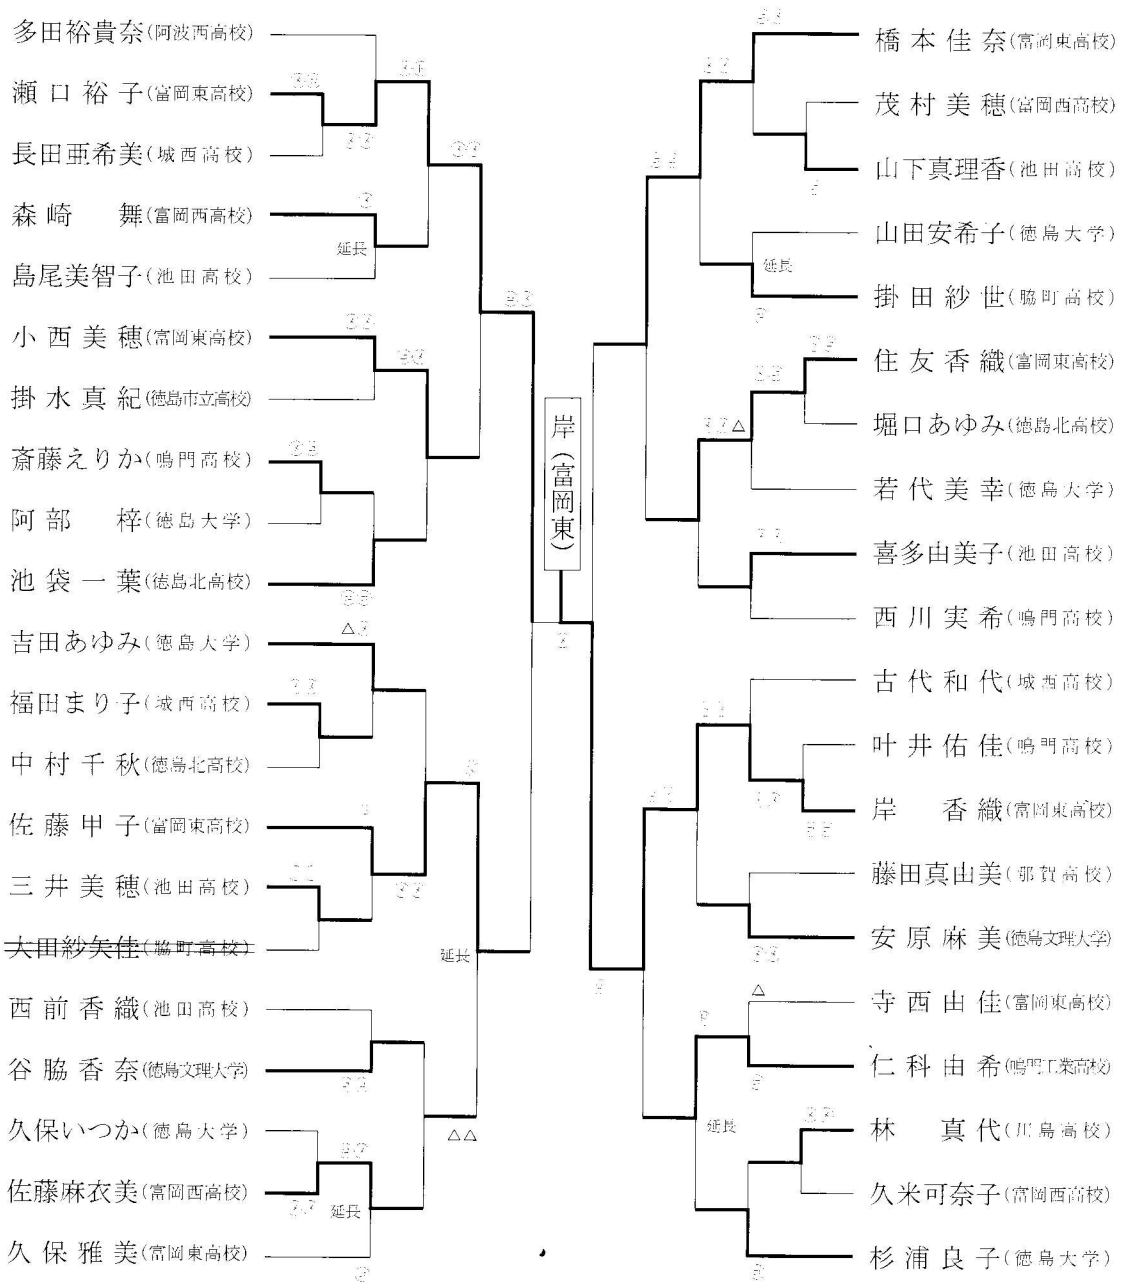 多田裕貴奈(阿波西高校)
瀬口裕子(富岡東高校)
長田亜希美(城西高校)
森崎 舞(富岡西高校)
延長
島尾美智子(池田高校)
小西美穂(富岡東高校)
掛水真紀(徳島市立高校)
斎藤えりか(鳴門高校)
阿部 梓(徳島大学)
池袋一葉(徳島北高校)
吉田あゆみ(徳島大学)
福田まり子(城西高校)
中村千秋(徳島北高校)
佐藤甲子(富岡東高校)
三井美穂(池田高校)
大田紗矢佳(脇町高校)
延長
西前香織(池田高校)
谷脇香奈(徳島文理大学)
久保いつか(徳島大学)
△△
佐藤麻衣美(富岡西高校)
延長
久保雅美(富岡東高校)
岸(富岡東)
橋本佳奈(富岡東高校)
茂村美穂(富岡西高校)
山下真理香(池田高校)
山田安希子(徳島大学)
延長
掛田紗世(脇町高校)
住友香織(富岡東高校)
堀口あゆみ(徳島北高校)
若代美幸(徳島大学)
喜多由美子(池田高校)
西川実希(鳴門高校)
古代和代(城西高校)
叶井佑佳(鳴門高校)
岸 香織(富岡東高校)
藤田真由美(那賀高校)
安原麻美(徳島文理大学)
△
寺西由佳(富岡東高校)
仁科由希(鳴門工業高校)
延長
林 真代(川島高校)
久米可奈子(富岡西高校)
杉浦良子(徳島大学)